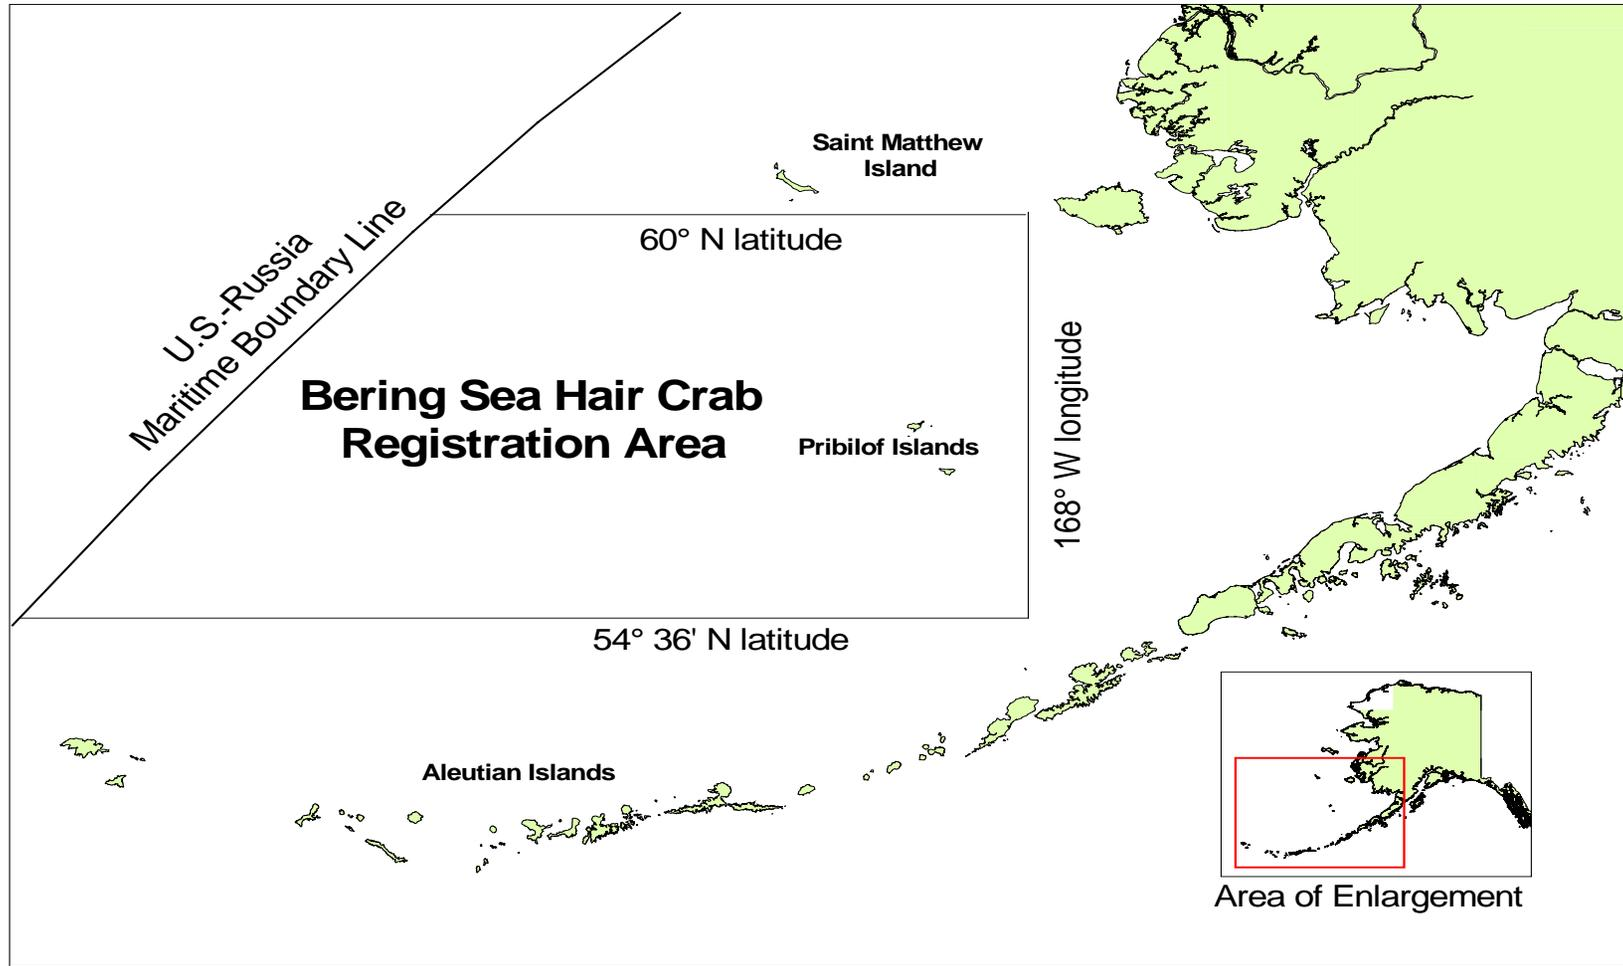 Saint Matthew
Island
60° N latitude
U.S.-Russia
Maritime Boundary Line
168° W longitude
Bering Sea Hair Crab
Registration Area
Pribilof Islands
54° 36' N latitude
Aleutian Islands
Area of Enlargement